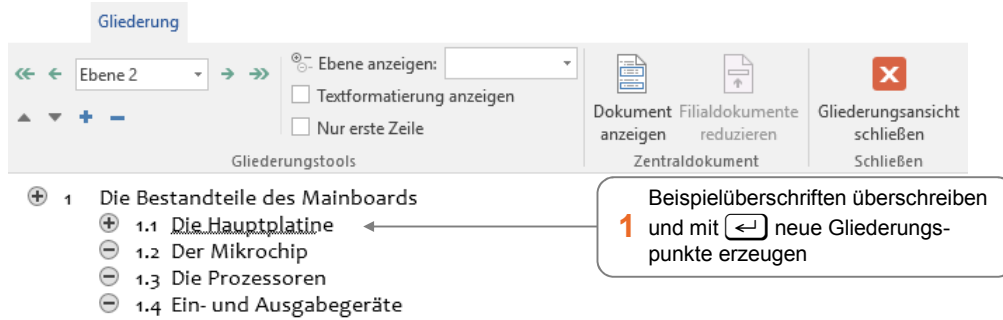 Gliederung
Ebene 2
Ebene anzeigen:
Textformatierung anzeigen
Nur erste Zeile
Gliederungstools
Dokument anzeigen
Filialdokumente reduzieren
Zentraldokument
Gliederungsansicht schließen
Schließen
1 Die Bestandteile des Mainboards
1.1 Die Hauptplatine
1.2 Der Mikrochip
1.3 Die Prozessoren
1.4 Ein- und Ausgabegeräte
1
Beispielüberschriften überschreiben
und mit ↵ neue Gliederungs-
punkte erzeugen